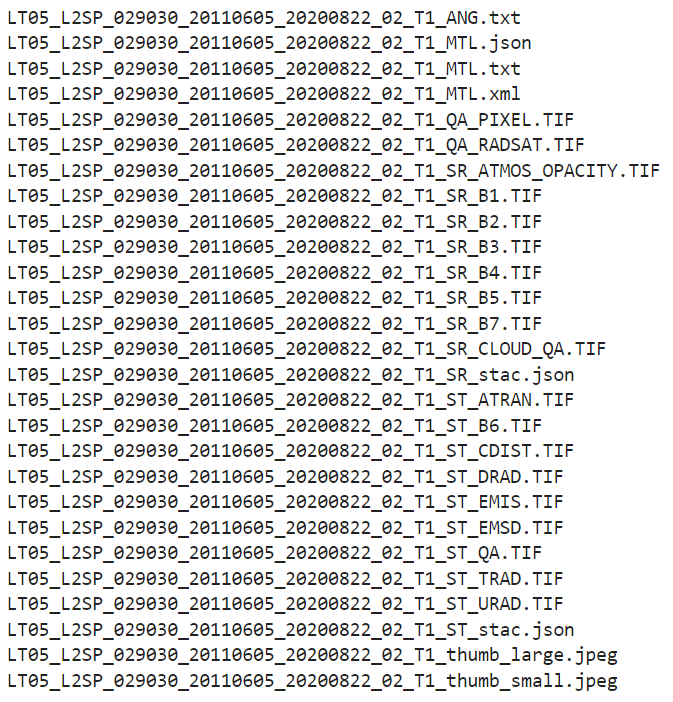 LT05_L2SP_029030_20110605_20200822_02_T1_ANG.txt
LT05_L2SP_029030_20110605_20200822_02_T1_MTL.json
LT05_L2SP_029030_20110605_20200822_02_T1_MTL.txt
LT05_L2SP_029030_20110605_20200822_02_T1_MTL.xml
LT05_L2SP_029030_20110605_20200822_02_T1_QA_PIXEL.TIF
LT05_L2SP_029030_20110605_20200822_02_T1_QA_RADSAT.TIF
LT05_L2SP_029030_20110605_20200822_02_T1_SR_ATMOS_OPACITY.TIF
LT05_L2SP_029030_20110605_20200822_02_T1_SR_B1.TIF
LT05_L2SP_029030_20110605_20200822_02_T1_SR_B2.TIF
LT05_L2SP_029030_20110605_20200822_02_T1_SR_B3.TIF
LT05_L2SP_029030_20110605_20200822_02_T1_SR_B4.TIF
LT05_L2SP_029030_20110605_20200822_02_T1_SR_B5.TIF
LT05_L2SP_029030_20110605_20200822_02_T1_SR_B7.TIF
LT05_L2SP_029030_20110605_20200822_02_T1_SR_CLOUD_QA.TIF
LT05_L2SP_029030_20110605_20200822_02_T1_SR_stac.json
LT05_L2SP_029030_20110605_20200822_02_T1_ST_ATRAN.TIF
LT05_L2SP_029030_20110605_20200822_02_T1_ST_B6.TIF
LT05_L2SP_029030_20110605_20200822_02_T1_ST_CDIST.TIF
LT05_L2SP_029030_20110605_20200822_02_T1_ST_DRAD.TIF
LT05_L2SP_029030_20110605_20200822_02_T1_ST_EMIS.TIF
LT05_L2SP_029030_20110605_20200822_02_T1_ST_EMSD.TIF
LT05_L2SP_029030_20110605_20200822_02_T1_ST_QA.TIF
LT05_L2SP_029030_20110605_20200822_02_T1_ST_TRAD.TIF
LT05_L2SP_029030_20110605_20200822_02_T1_ST_URAD.TIF
LT05_L2SP_029030_20110605_20200822_02_T1_ST_stac.json
LT05_L2SP_029030_20110605_20200822_02_T1_thumb_large.jpeg
LT05_L2SP_029030_20110605_20200822_02_T1_thumb_small.jpeg